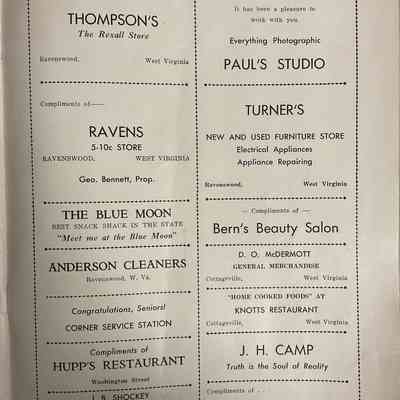 THOMPSON'S
The Rexall Store
Ravenswood, West Virginia
Compliments of—
RAVENS
5-10c STORE
RAVENSWOOD, WEST VIRGINIA
Geo. Bennett, Prop.
THE BLUE MOON
BEST SNACK SHACK IN THE STATE
"Meet me at the Blue Moon"
ANDERSON CLEANERS
Ravenswood, W. Va.
Congratulations, Seniors!
CORNER SERVICE STATION
Compliments of
HUPP'S RESTAURANT
Washington Street
J. B. SHOCKEY
It has been a pleasure to
work with you.
Everything Photographic
PAUL'S STUDIO
TURNER'S
NEW AND USED FURNITURE STORE
Electrical Appliances
Appliance Repairing
Ravenswood, West Virginia
— Compliments of —
Bern's Beauty Salon
D. O. McDERMOTT
GENERAL MERCHANDISE
Cottageville, West Virginia
"HOME COOKED FOODS" AT
KNOTTS RESTAURANT
Cottageville, West Virginia
J. H. CAMP
Truth is the Soul of Reality
Compliments of . . .